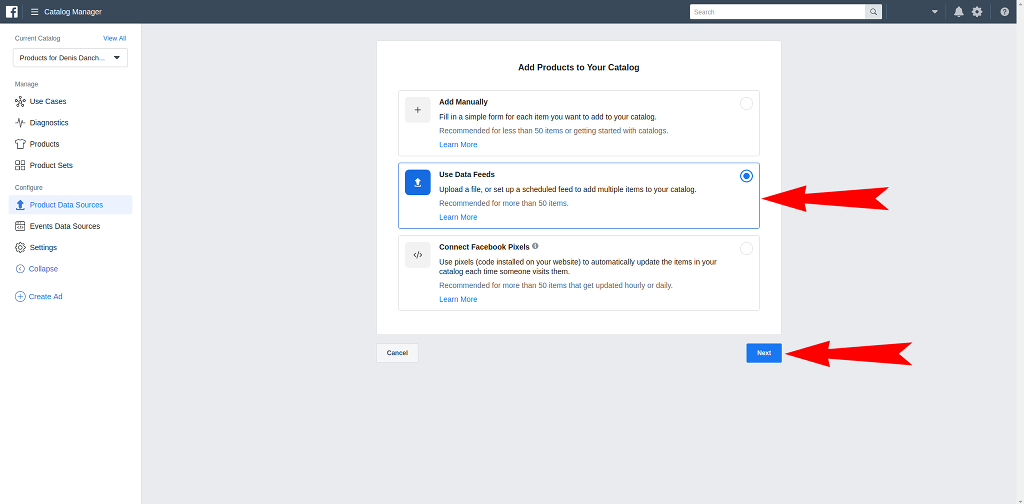 Catalog Manager
Search
Current Catalog
View All
Products for Denis Danch...
Manage
Use Cases
Diagnostics
Products
Product Sets
Configure
Product Data Sources
Events Data Sources
Settings
Collapse
Create Ad
Add Products to Your Catalog
Add Manually
Fill in a simple form for each item you want to add to your catalog.
Recommended for less than 50 items or getting started with catalogs.
Learn More
Use Data Feeds
Upload a file, or set up a scheduled feed to add multiple items to your catalog.
Recommended for more than 50 items.
Learn More
Connect Facebook Pixels
Use pixels (code installed on your website) to automatically update the items in your
catalog each time someone visits them.
Recommended for more than 50 items that get updated hourly or daily.
Learn More
Cancel
Next